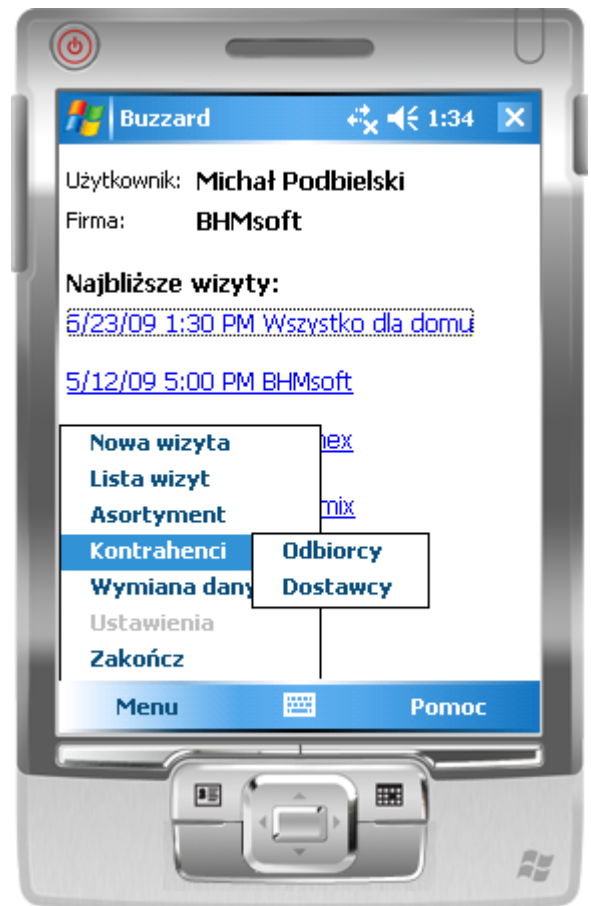 Buzzard 1:34
Użytkownik: Michał Podbielski
Firma: BHMsoft
Najbliższe wizyty:
5/23/09 1:30 PM Wszystko dla domu
5/12/09 5:00 PM BHMsoft
Nowa wizyta
Lista wizyt
Asortyment
Kontrahenci
Odbiorcy
Wymiana
Dostawcy
Ustawienia
Zakończ
Menu Pomoc